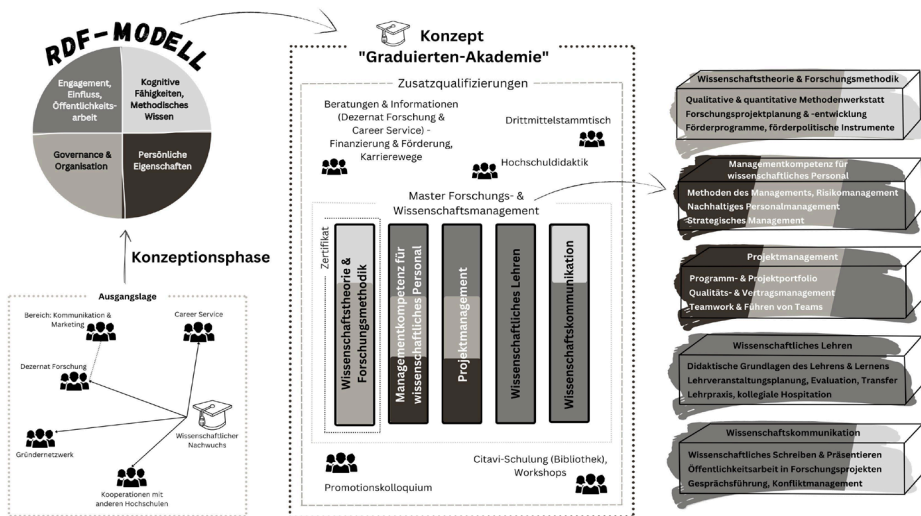 RDF-MODELL
Engagement,
Einfluss,
Öffentlichkeits-
arbeit
Kognitive
Fähigkeiten,
Methodisches
Wissen
Governance &
Organisation
Persönliche
Eigenschaften
Konzeptionsphase
Ausgangslage
Bereich: Kommunikation &
Marketing
Career Service
Dezernat Forschung
Wissenschaftlicher
Nachwuchs
Gründernetzwerk
Kooperationen mit
anderen Hochschulen
Konzept
"Graduierten-Akademie"
Zusatzqualifizierungen
Beratungen & Informationen
(Dezernat Forschung &
Career Service) -
Finanzierung & Förderung,
Karrierewege
Drittmittelstammtisch
Hochschuldidaktik
Master Forschungs- &
Wissenschaftsmanagement
Zertifikat
Wissenschaftstheorie &
Forschungsmethodik
Managementkompetenz für
wissenschaftliches Personal
Projektmanagement
Wissenschaftliches Lehren
Wissenschaftskommunikation
Promotionskolloquium
Citavi-Schulung (Bibliothek),
Workshops
Wissenschaftstheorie & Forschungsmethodik
Qualitative & quantitative Methodenwerkstatt
Forschungsprojektplanung & -entwicklung
Förderprogramme, förderpolitische Instrumente
Managementkompetenz für
wissenschaftliches Personal
Methoden des Managements, Risikomanagement
Nachhaltiges Personalmanagement
Strategisches Management
Projektmanagement
Programm- & Projektportfolio
Qualitäts- & Vertragsmanagement
Teamwork & Führen von Teams
Wissenschaftliches Lehren
Didaktische Grundlagen des Lehrens & Lernens
Lehrveranstaltungsplanung, Evaluation, Transfer
Lehrpraxis, kollegiale Hospitation
Wissenschaftskommunikation
Wissenschaftliches Schreiben & Präsentieren
Öffentlichkeitsarbeit in Forschungsprojekten
Gesprächsführung, Konfliktmanagement